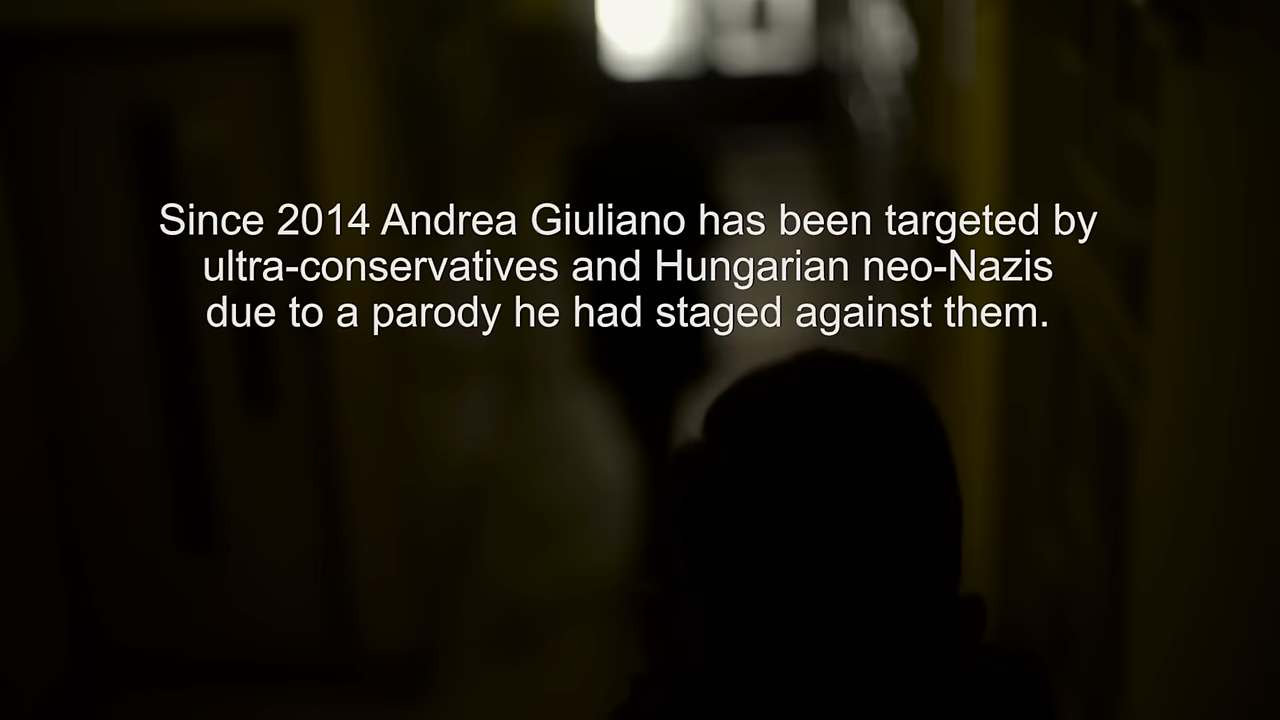 Since 2014 Andrea Giuliano has been targeted by
ultra-conservatives and Hungarian neo-Nazis
due to a parody he had staged against them.